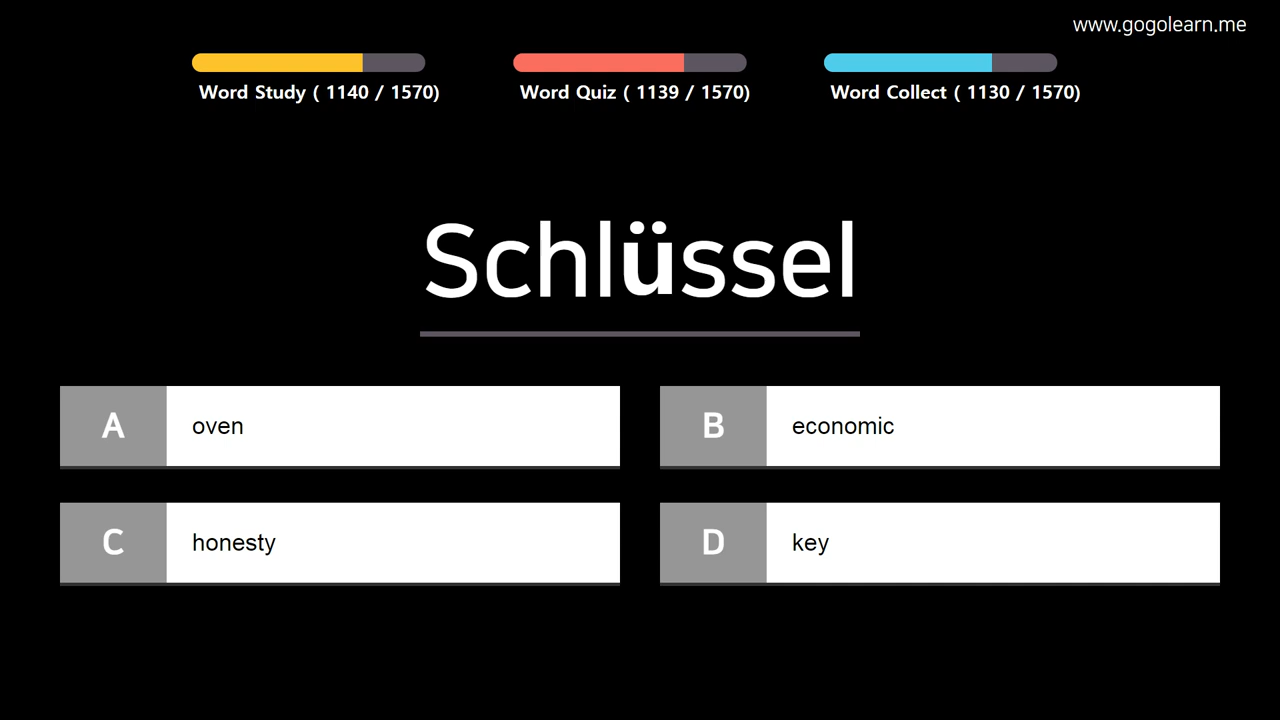 www.gogolearn.me
Word Study ( 1140 / 1570)
Word Quiz ( 1139 / 1570)
Word Collect ( 1130 / 1570)
Schlüssel
A oven
B economic
C honesty
D key